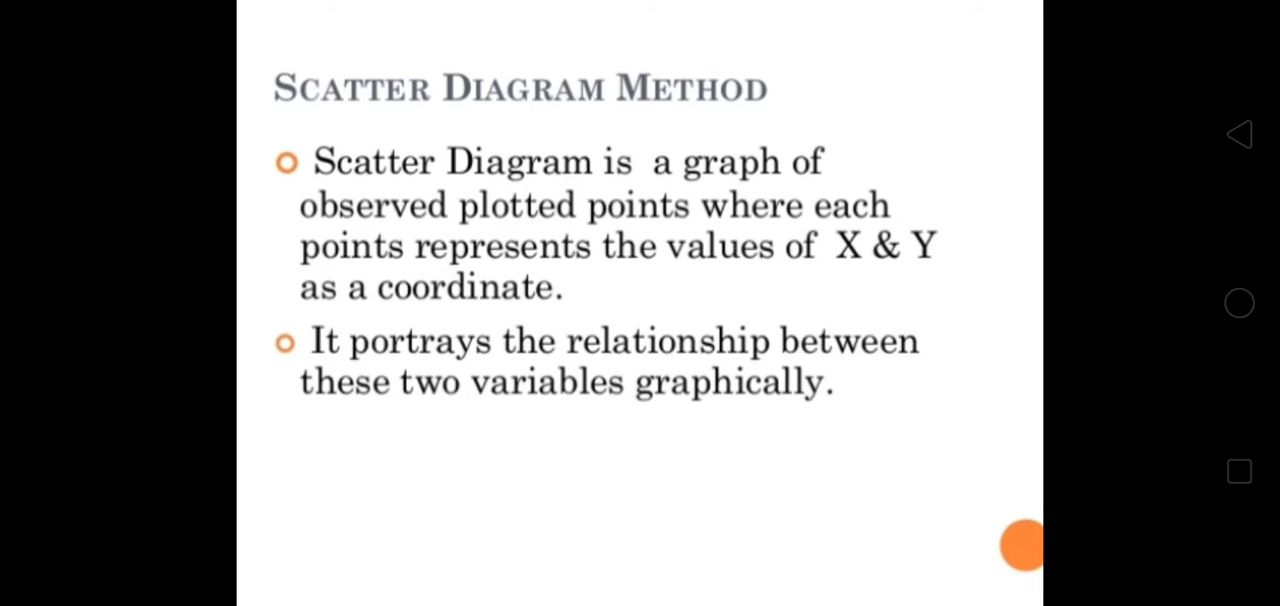 SCATTER DIAGRAM METHOD
Scatter Diagram is a graph of
observed plotted points where each
points represents the values of X & Y
as a coordinate.
It portrays the relationship between
these two variables graphically.